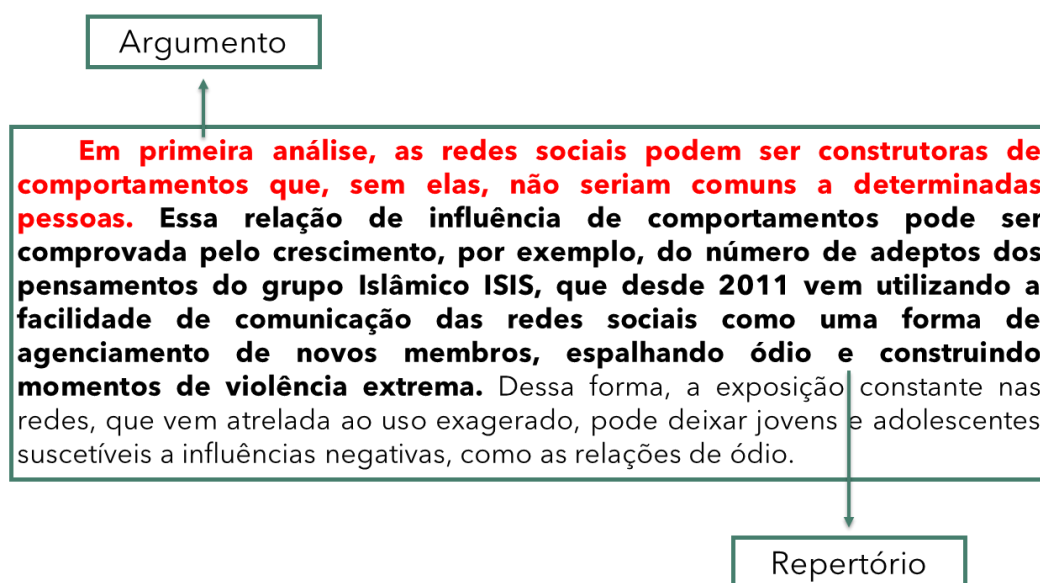 Argumento
Em primeira análise, as redes sociais podem ser construtoras de
comportamentos que, sem elas, não seriam comuns a determinadas
pessoas. Essa relação de influência de comportamentos pode ser
comprovada pelo crescimento, por exemplo, do número de adeptos dos
pensamentos do grupo Islâmico ISIS, que desde 2011 vem utilizando a
facilidade de comunicação das redes sociais como uma forma de
agenciamento de novos membros, espalhando ódio e construindo
momentos de violência extrema. Dessa forma, a exposição constante nas
redes, que vem atrelada ao uso exagerado, pode deixar jovens e adolescentes
suscetíveis a influências negativas, como as relações de ódio.
Repertório